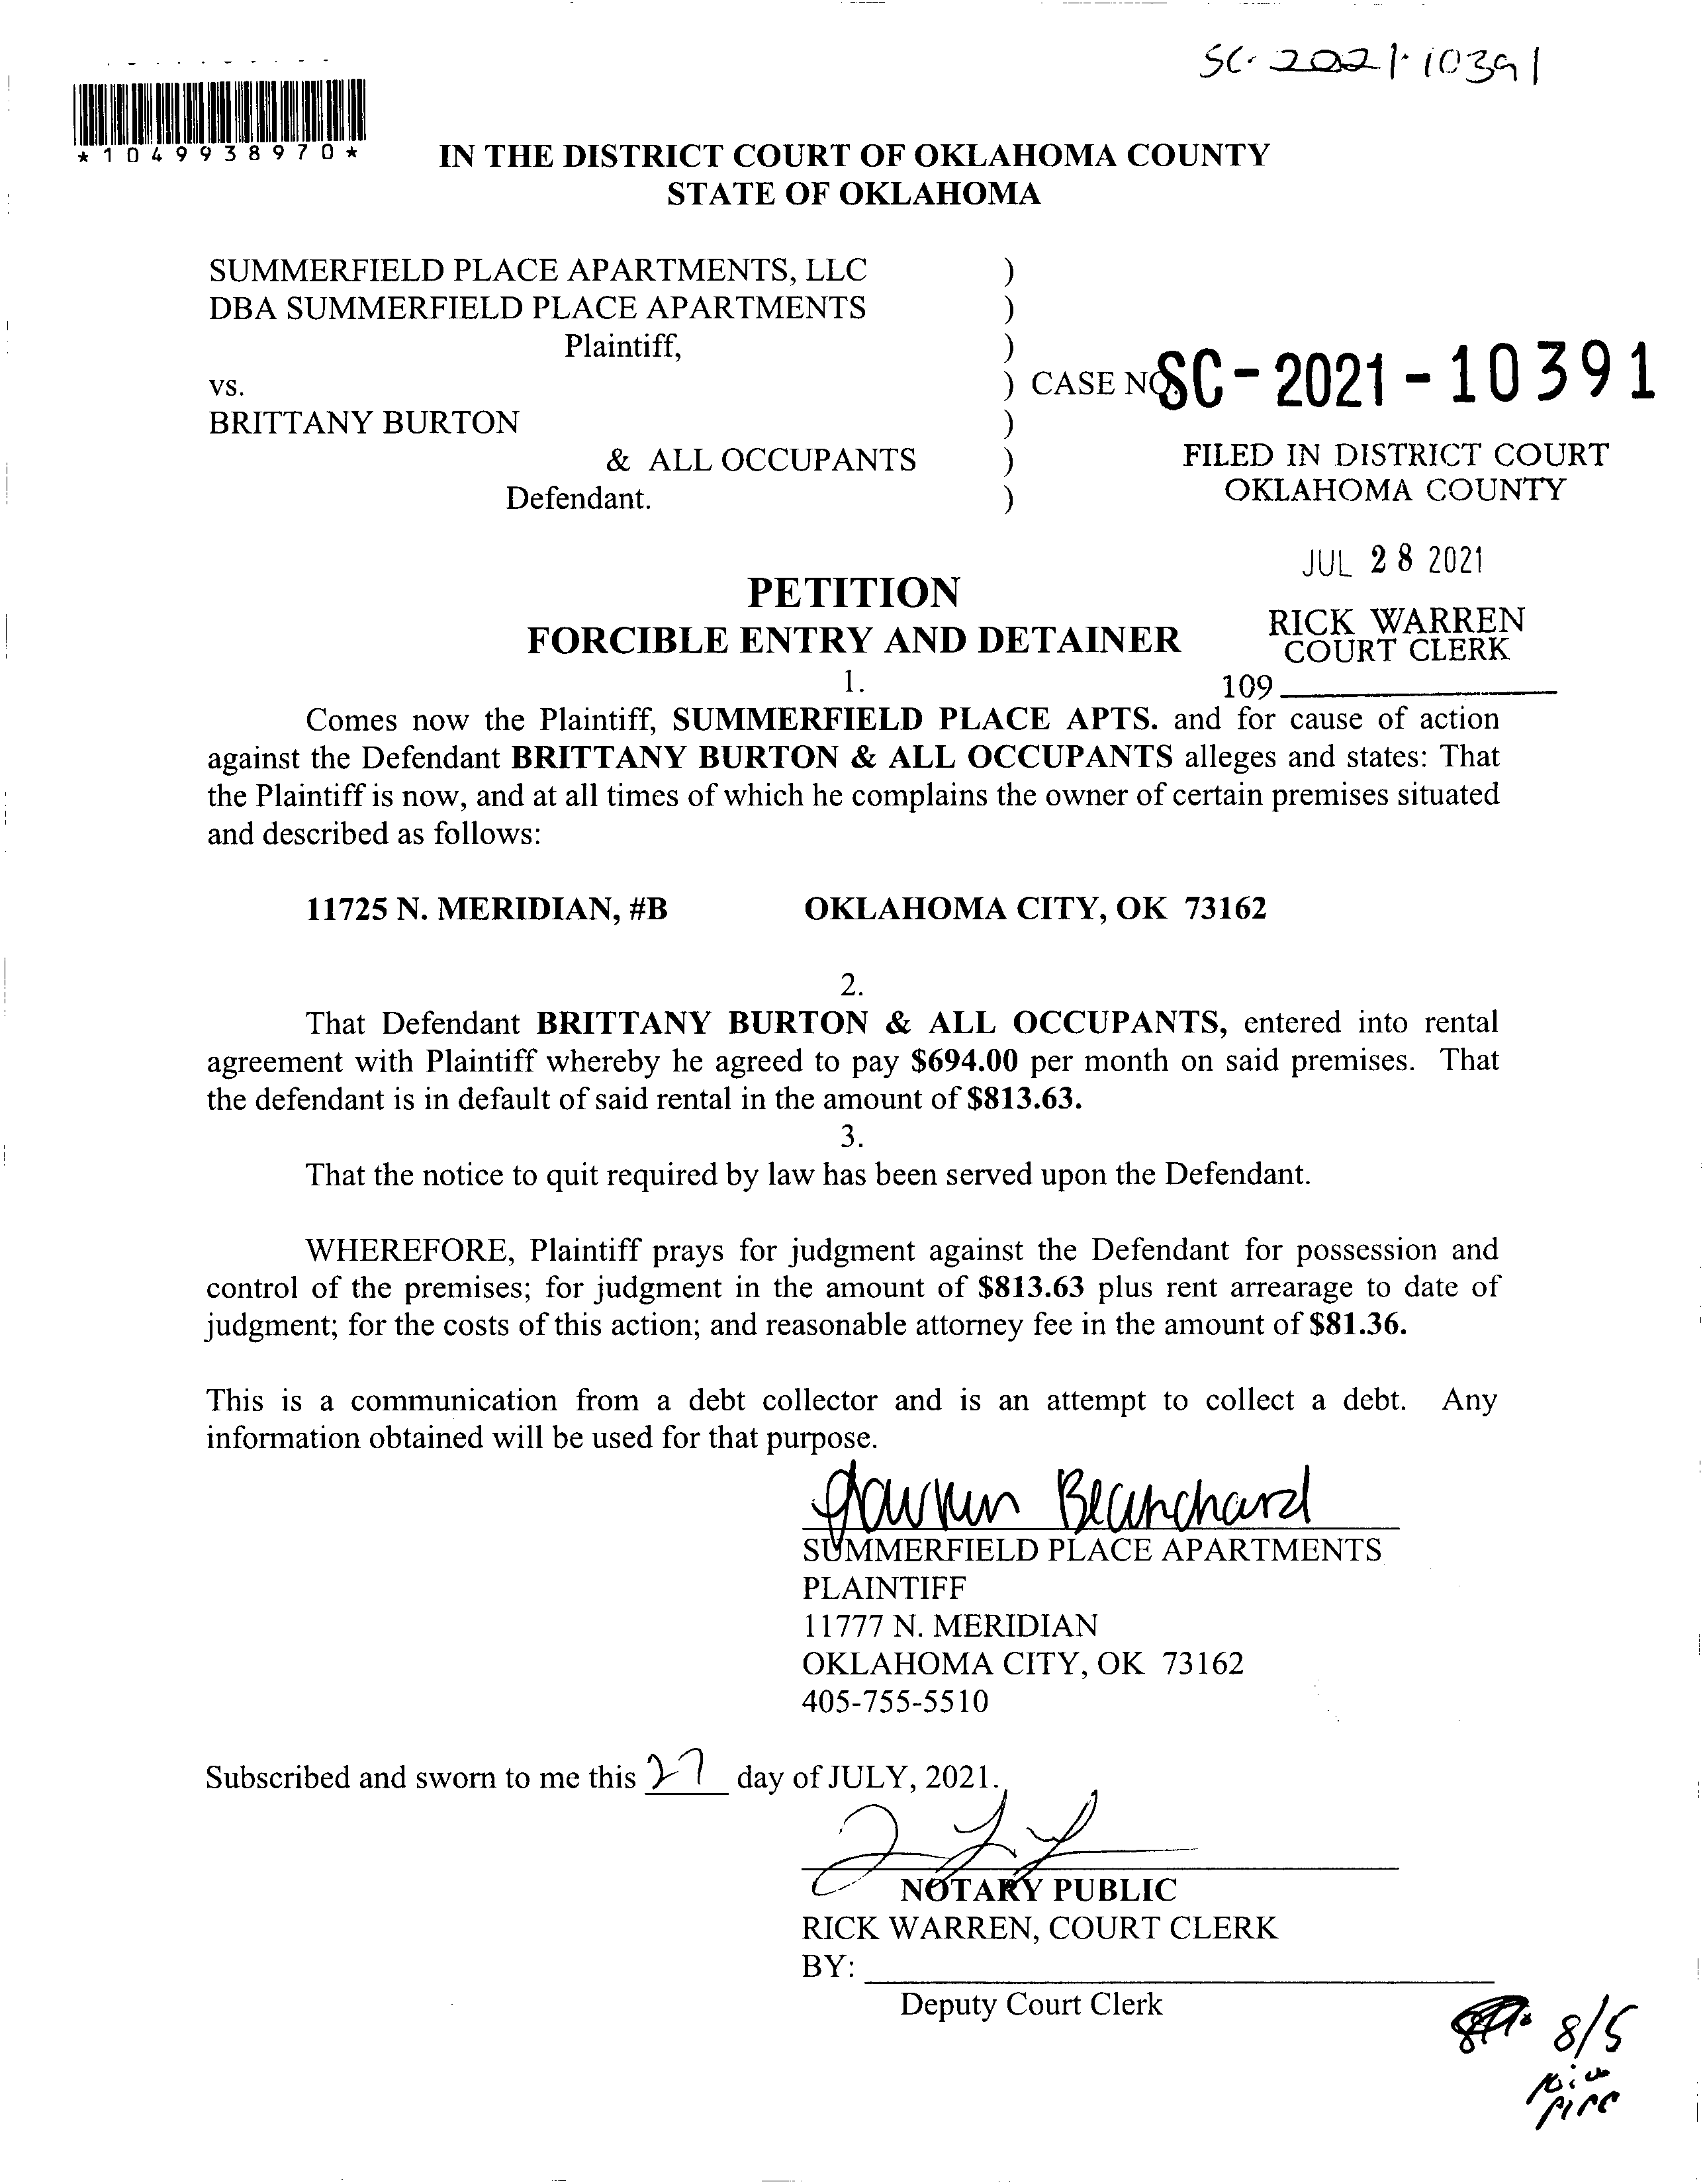 SC-2021-10391
*1049938970*
IN THE DISTRICT COURT OF OKLAHOMA COUNTY
STATE OF OKLAHOMA
SUMMERFIELD PLACE APARTMENTS, LLC )
DBA SUMMERFIELD PLACE APARTMENTS )
Plaintiff, )
vs. ) CASE NO. SC-2021-10391
BRITTANY BURTON )
& ALL OCCUPANTS )
Defendant. )
FILED IN DISTRICT COURT
OKLAHOMA COUNTY
JUL 28 2021
RICK WARREN
COURT CLERK
109
PETITION
FORCIBLE ENTRY AND DETAINER
1.
Comes now the Plaintiff, SUMMERFIELD PLACE APTS. and for cause of action
against the Defendant BRITTANY BURTON & ALL OCCUPANTS alleges and states: That
the Plaintiff is now, and at all times of which he complains the owner of certain premises situated
and described as follows:
11725 N. MERIDIAN, #B OKLAHOMA CITY, OK 73162
2.
That Defendant BRITTANY BURTON & ALL OCCUPANTS, entered into rental
agreement with Plaintiff whereby he agreed to pay $694.00 per month on said premises. That
the defendant is in default of said rental in the amount of $813.63.
3.
That the notice to quit required by law has been served upon the Defendant.
WHEREFORE, Plaintiff prays for judgment against the Defendant for possession and
control of the premises; for judgment in the amount of $813.63 plus rent arrearage to date of
judgment; for the costs of this action; and reasonable attorney fee in the amount of $81.36.
This is a communication from a debt collector and is an attempt to collect a debt. Any
information obtained will be used for that purpose.
Blanchard
SUMMERFIELD PLACE APARTMENTS
PLAINTIFF
11777 N. MERIDIAN
OKLAHOMA CITY, OK 73162
405-755-5510
Subscribed and sworn to me this 27 day of JULY, 2021.
NOTARY PUBLIC
RICK WARREN, COURT CLERK
BY:
Deputy Court Clerk
8/5